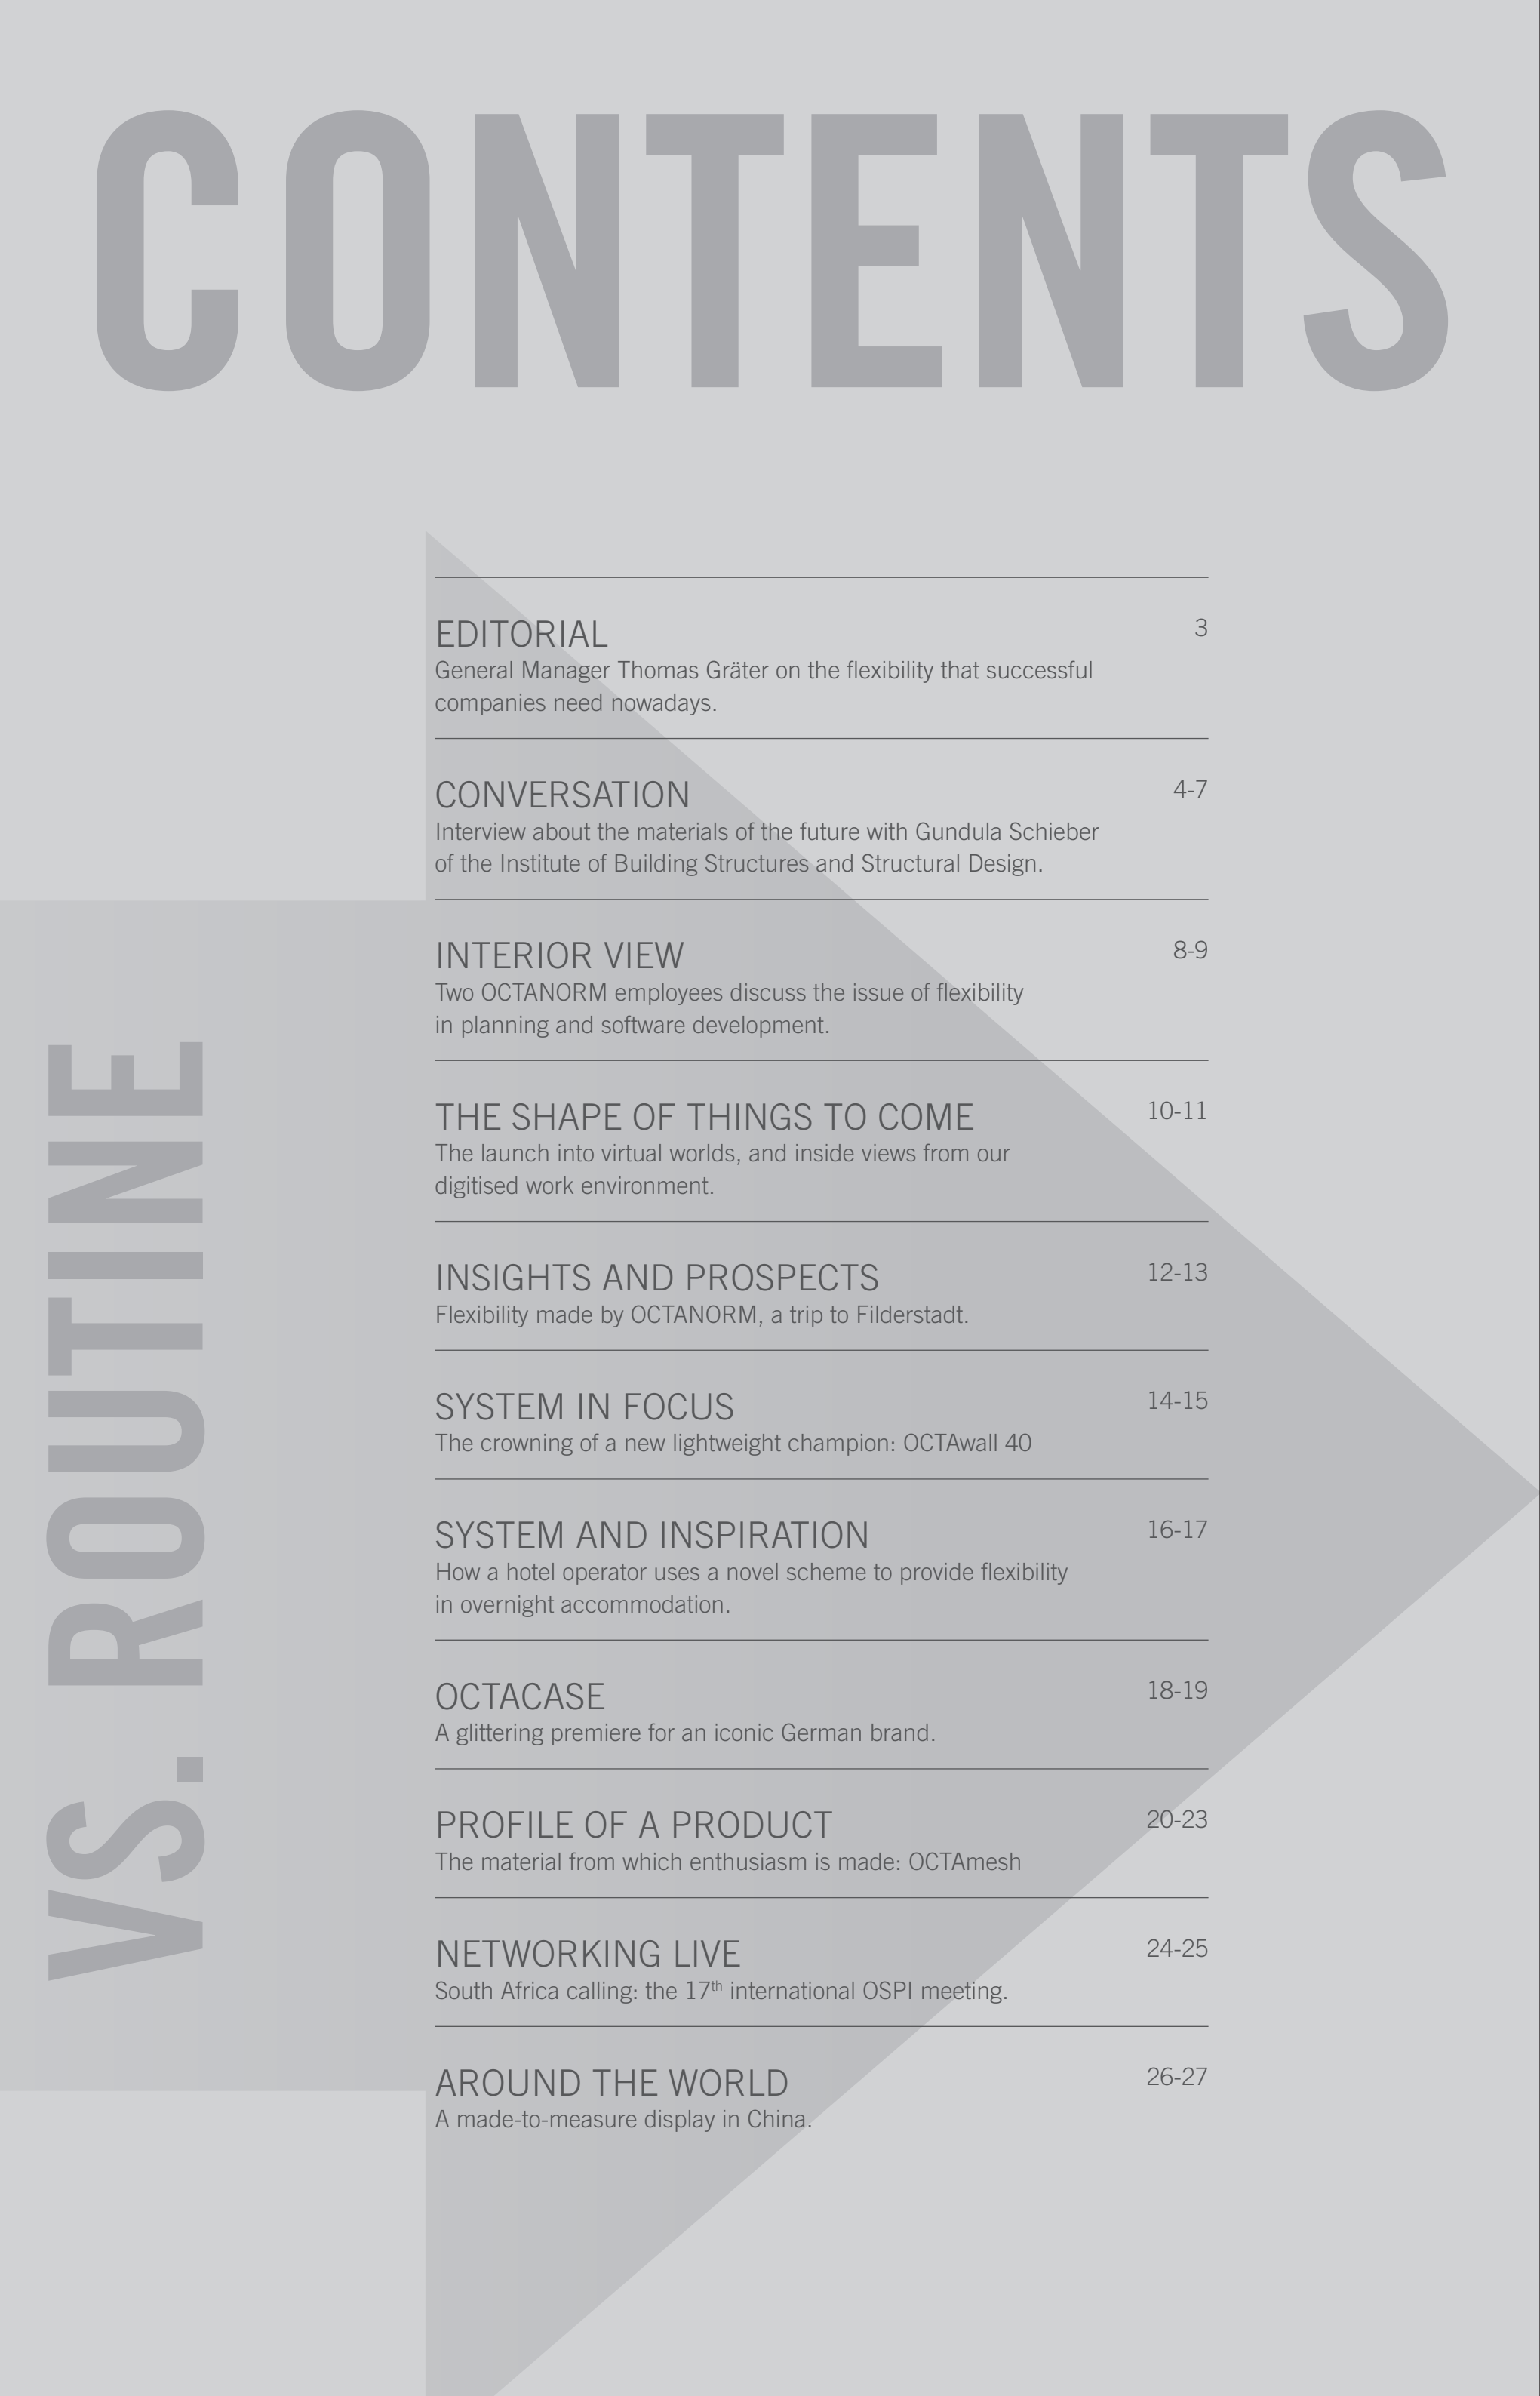 CONTENTS
EDITORIAL 3
General Manager Thomas Gräter on the flexibility that successful
companies need nowadays.
CONVERSATION 4-7
Interview about the materials of the future with Gundula Schieber
of the Institute of Building Structures and Structural Design.
INTERIOR VIEW 8-9
Two OCTANORM employees discuss the issue of flexibility
in planning and software development.
THE SHAPE OF THINGS TO COME 10-11
The launch into virtual worlds, and inside views from our
digitised work environment.
INSIGHTS AND PROSPECTS 12-13
Flexibility made by OCTANORM, a trip to Filderstadt.
SYSTEM IN FOCUS 14-15
The crowning of a new lightweight champion: OCTAwall 40
SYSTEM AND INSPIRATION 16-17
How a hotel operator uses a novel scheme to provide flexibility
in overnight accommodation.
OCTACASE 18-19
A glittering premiere for an iconic German brand.
PROFILE OF A PRODUCT 20-23
The material from which enthusiasm is made: OCTAmesh
NETWORKING LIVE 24-25
South Africa calling: the 17th international OSPI meeting.
AROUND THE WORLD 26-27
A made-to-measure display in China.
VS. ROUTINE